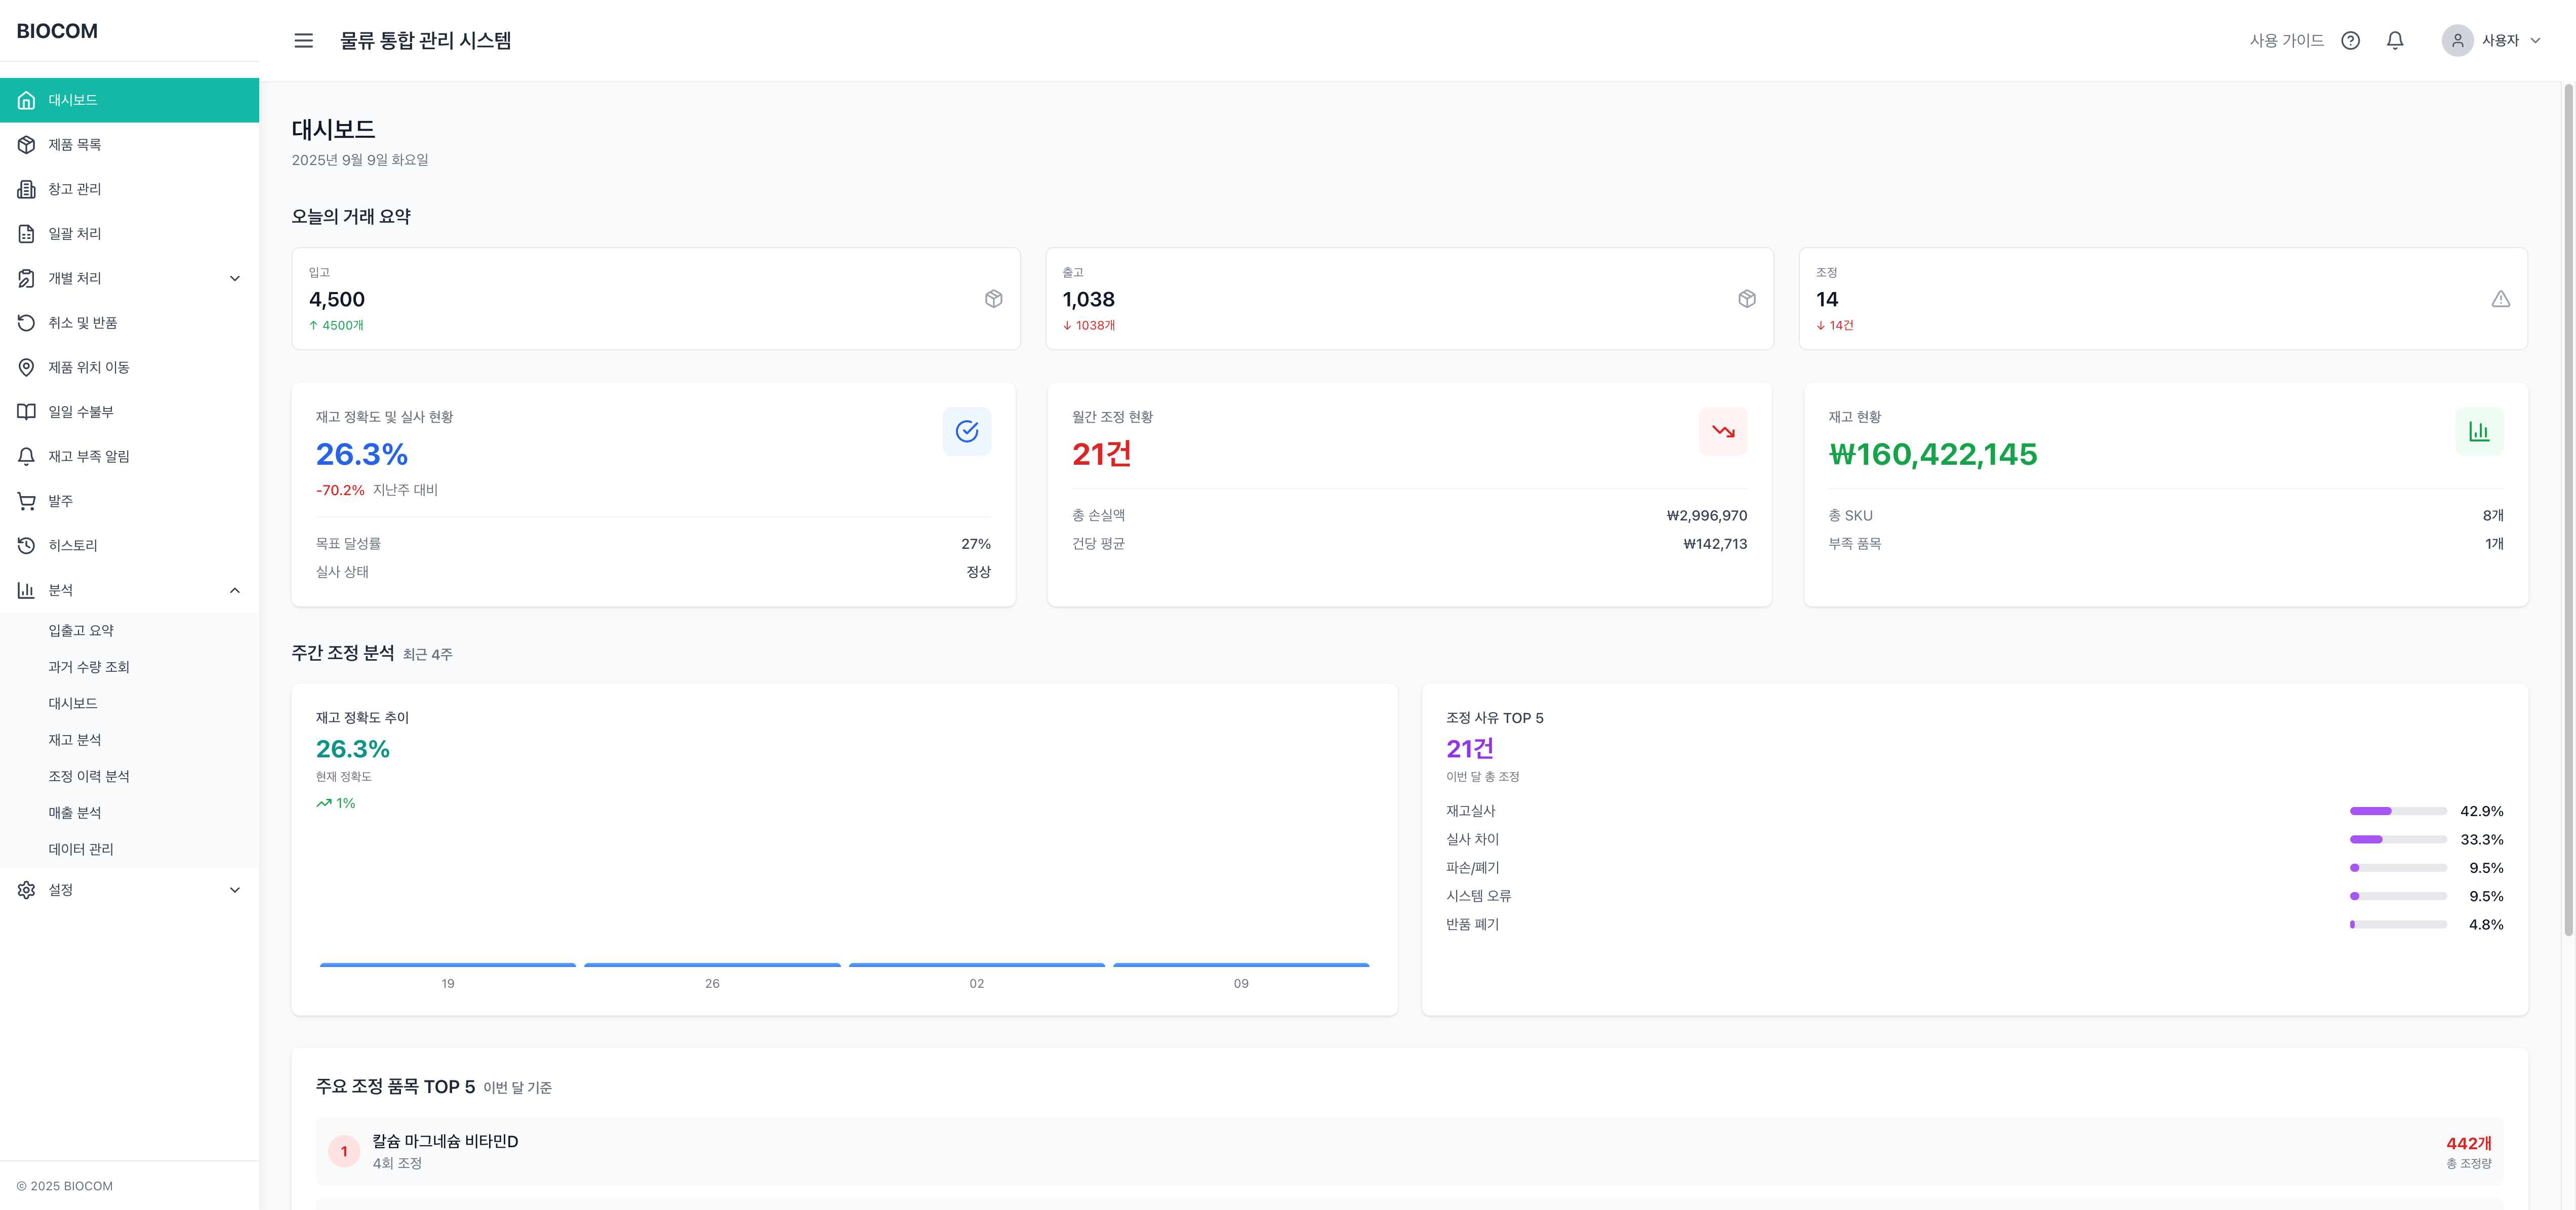 BIOCOM
물류 통합 관리 시스템
사용 가이드
사용자
대시보드
제품 목록
창고 관리
일괄 처리
개별 처리
취소 및 반품
제품 위치 이동
일일 수불부
재고 부족 알림
발주
히스토리
분석
입출고 요약
과거 수량 조회
대시보드
재고 분석
조정 이력 분석
매출 분석
데이터 관리
설정
© 2025 BIOCOM
대시보드
2025년 9월 9일 화요일
오늘의 거래 요약
입고
4,500
↑ 4500개
출고
1,038
↓ 1038개
조정
14
↓ 14건
재고 정확도 및 실사 현황
26.3%
-70.2% 지난주 대비
목표 달성률 27%
실사 상태 정상
월간 조정 현황
21건
총 손실액 ₩2,996,970
건당 평균 ₩142,713
재고 현황
₩160,422,145
총 SKU 8개
부족 품목 1개
주간 조정 분석 최근 4주
재고 정확도 추이
26.3%
현재 정확도
1%
19 26 02 09
조정 사유 TOP 5
21건
이번 달 총 조정
재고실사 42.9%
실사 차이 33.3%
파손/폐기 9.5%
시스템 오류 9.5%
반품 폐기 4.8%
주요 조정 품목 TOP 5 이번 달 기준
1
칼슘 마그네슘 비타민D
4회 조정
442개
총 조정량